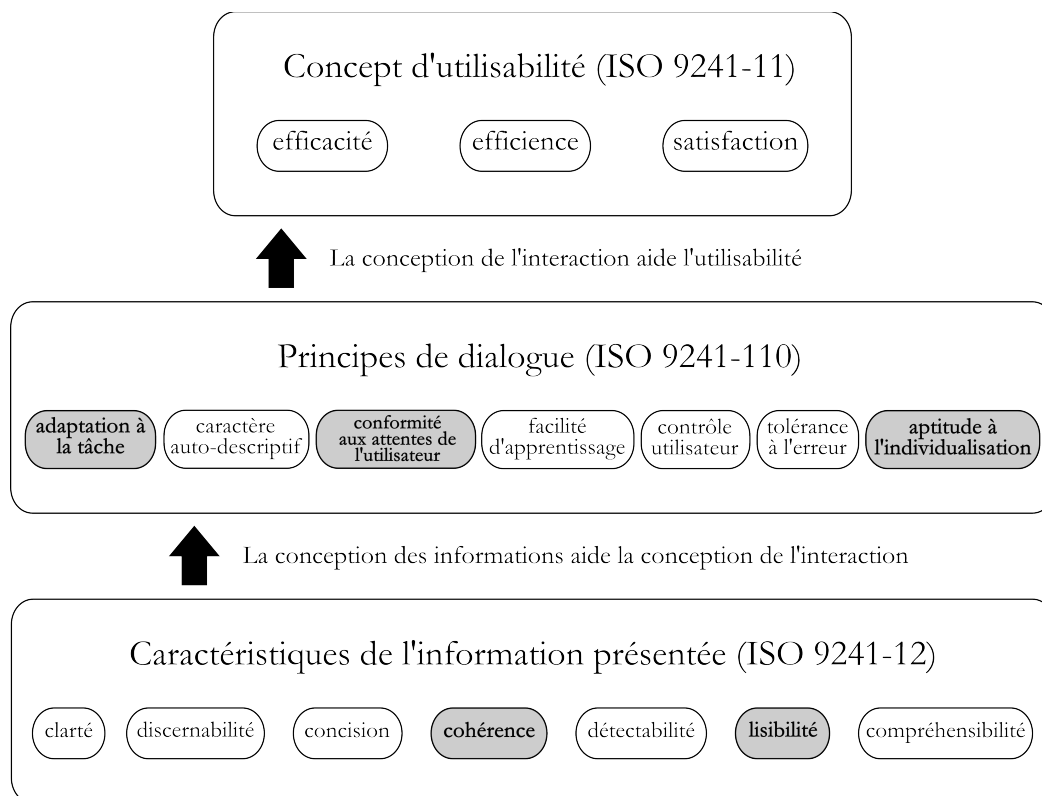 Concept d'utilisabilité (ISO 9241-11)
efficacité
efficience
satisfaction
La conception de l'interaction aide l'utilisabilité
Principes de dialogue (ISO 9241-110)
adaptation à
la tâche
caractère
auto-descriptif
conformité
aux attentes de
l'utilisateur
facilité
d'apprentissage
contrôle
utilisateur
tolérance
à l'erreur
aptitude à
l'individualisation
La conception des informations aide la conception de l'interaction
Caractéristiques de l'information présentée (ISO 9241-12)
clarté
discernabilité
concision
cohérence
détectabilité
lisibilité
compréhensibilité